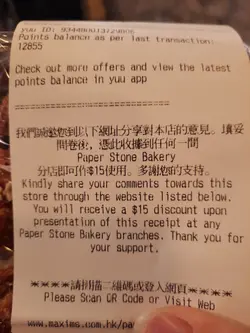 yuu ID:
Points balance as per last transaction:
12855
Check out more offers and view the latest
points balance in yuu app
==============================
我們誠邀您到以下網址分享對本店的意見。填妥
問卷後，憑此收據到任何一間
Paper Stone Bakery
分店即可作$15使用。多謝您的支持。
Kindly share your comments towards this
store through the website listed below.
You will receive a $15 discount upon
presentation of this receipt at any
Paper Stone Bakery branches. Thank you for
your support.
請掃描二維碼或登入網頁
Please Scan QR Code or Visit Web
www.maxims.com.hk/pa